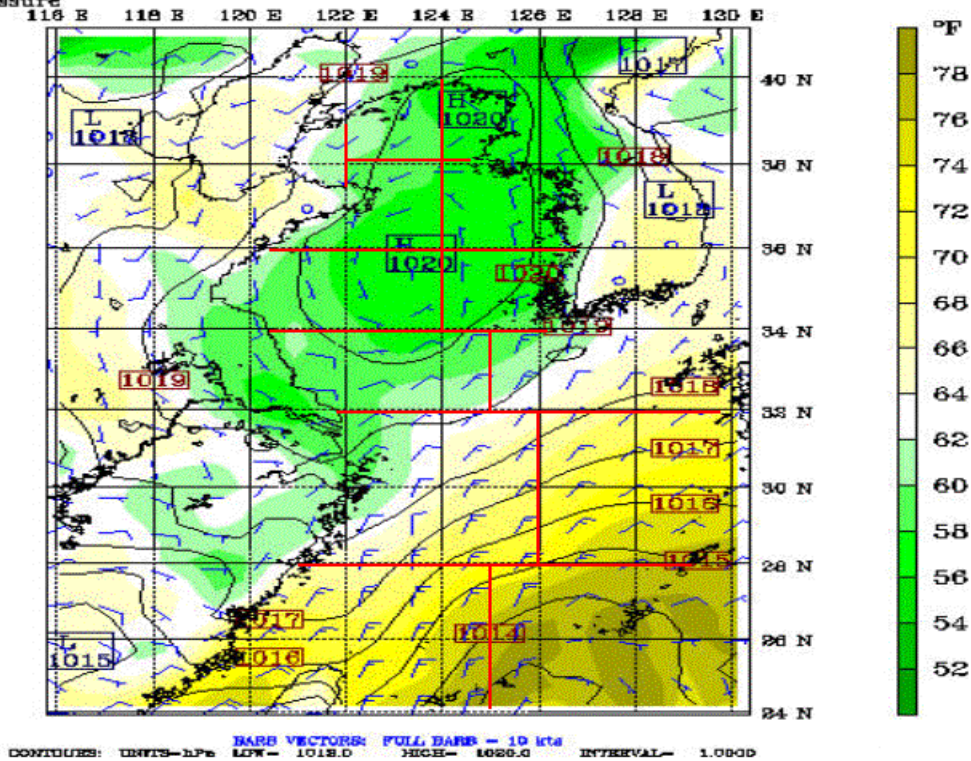 116 E 118 E 120 E 122 E 124 E 126 E 128 E 130 E
°F
L
1017
1019
40 N
78
H
1020
L
1018
76
1018
38 N
74
L
1018
72
36 N
H
1020
1020
70
68
1019
34 N
66
1019
1018
32 N
64
62
1017
30 N
60
1016
58
1015
28 N
56
1017
1014
54
26 N
L
1015
1016
52
24 N
BARB VECTORS: FULL BARB = 10 kts
CONTOURS: UNITS=hPa LOW= 1013.0 HIGH= 1020.0 INTERVAL= 1.0000